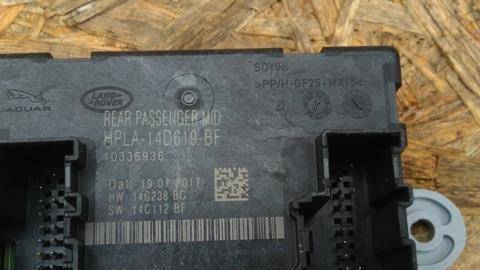 JAGUAR
LAND
ROVER
REAR PASSENGER MID
HPLA-14D619-BF
10336936
Dat 19.07.2017
HW 14C238 BC
SW 14C112 BF
>PP/H-GF25+MX15<